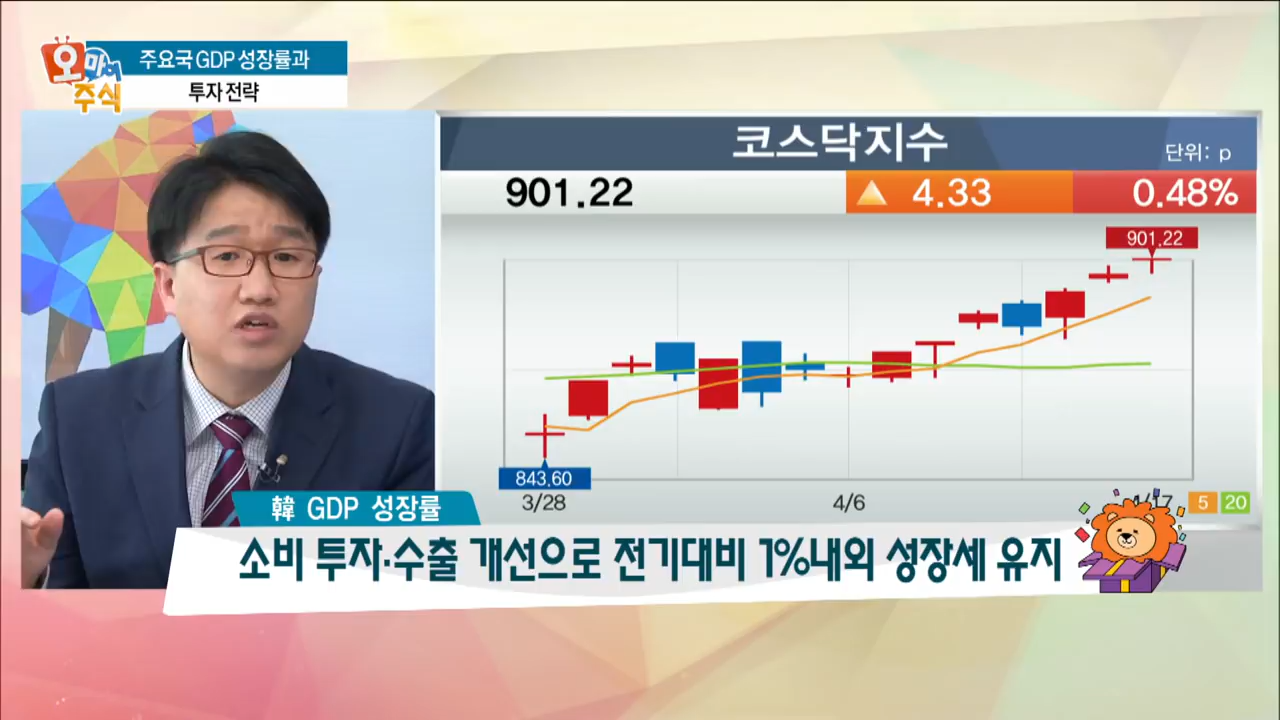 오마이
주식
주요국 GDP 성장률과
투자 전략
코스닥지수
단위: p
901.22
4.33
0.48%
901.22
843.60
3/28
4/6
4/17
5
20
韓 GDP 성장률
소비 투자·수출 개선으로 전기대비 1%내외 성장세 유지